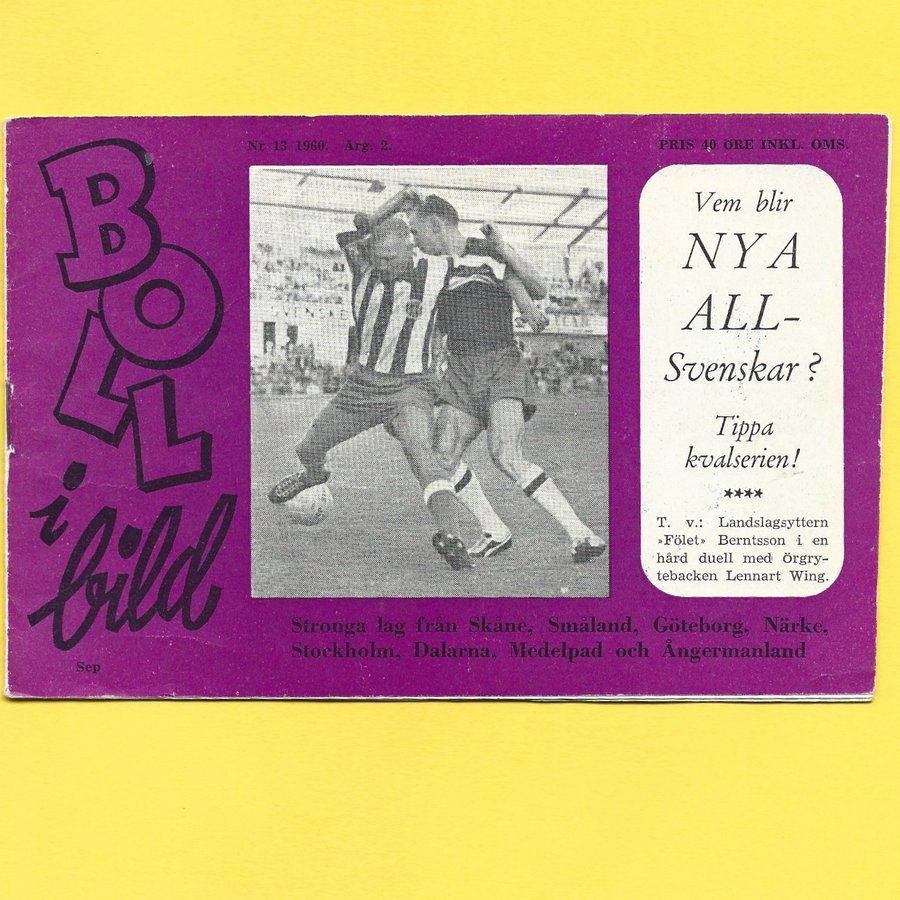 BOLL
i
bild
Sep
Nr 13 1960. Årg. 2.
PRIS 40 ÖRE INKL. OMS.
Vem blir
NYA
ALL-
Svenskar?
Tippa
kvalserien!
★★★★
T. v.: Landslagsyttern
»Fölet» Berntsson i en
hård duell med örgry-
tebacken Lennart Wing.
Stronga lag från Skåne, Småland, Göteborg, Närke,
Stockholm, Dalarna, Medelpad och Ångermanland